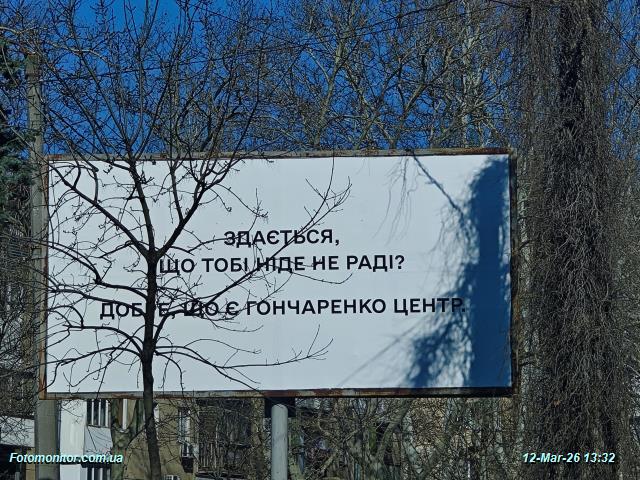 ЗДАЄТЬСЯ,
ЩО ТОБІ НІДЕ НЕ РАДІ?
ДОБРЕ, ЩО Є ГОНЧАРЕНКО ЦЕНТР.
Fotomonitor.com.ua
12-Mar-26 13:32